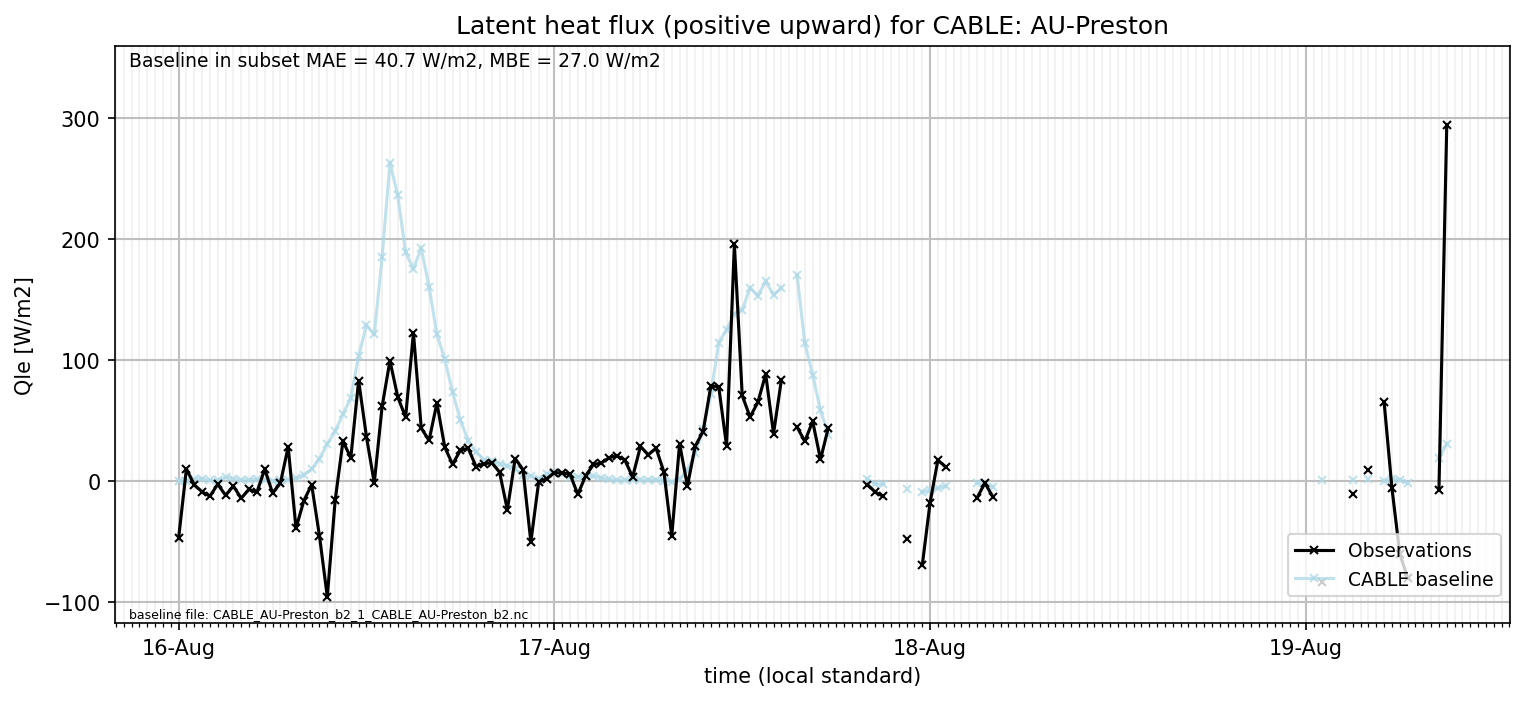 Latent heat flux (positive upward) for CABLE: AU-Preston
Baseline in subset MAE = 40.7 W/m2, MBE = 27.0 W/m2
300
200
100
0
−100
Qle [W/m2]
Observations
CABLE baseline
baseline file: CABLE_AU-Preston_b2_1_CABLE_AU-Preston_b2.nc
16-Aug 17-Aug 18-Aug 19-Aug
time (local standard)